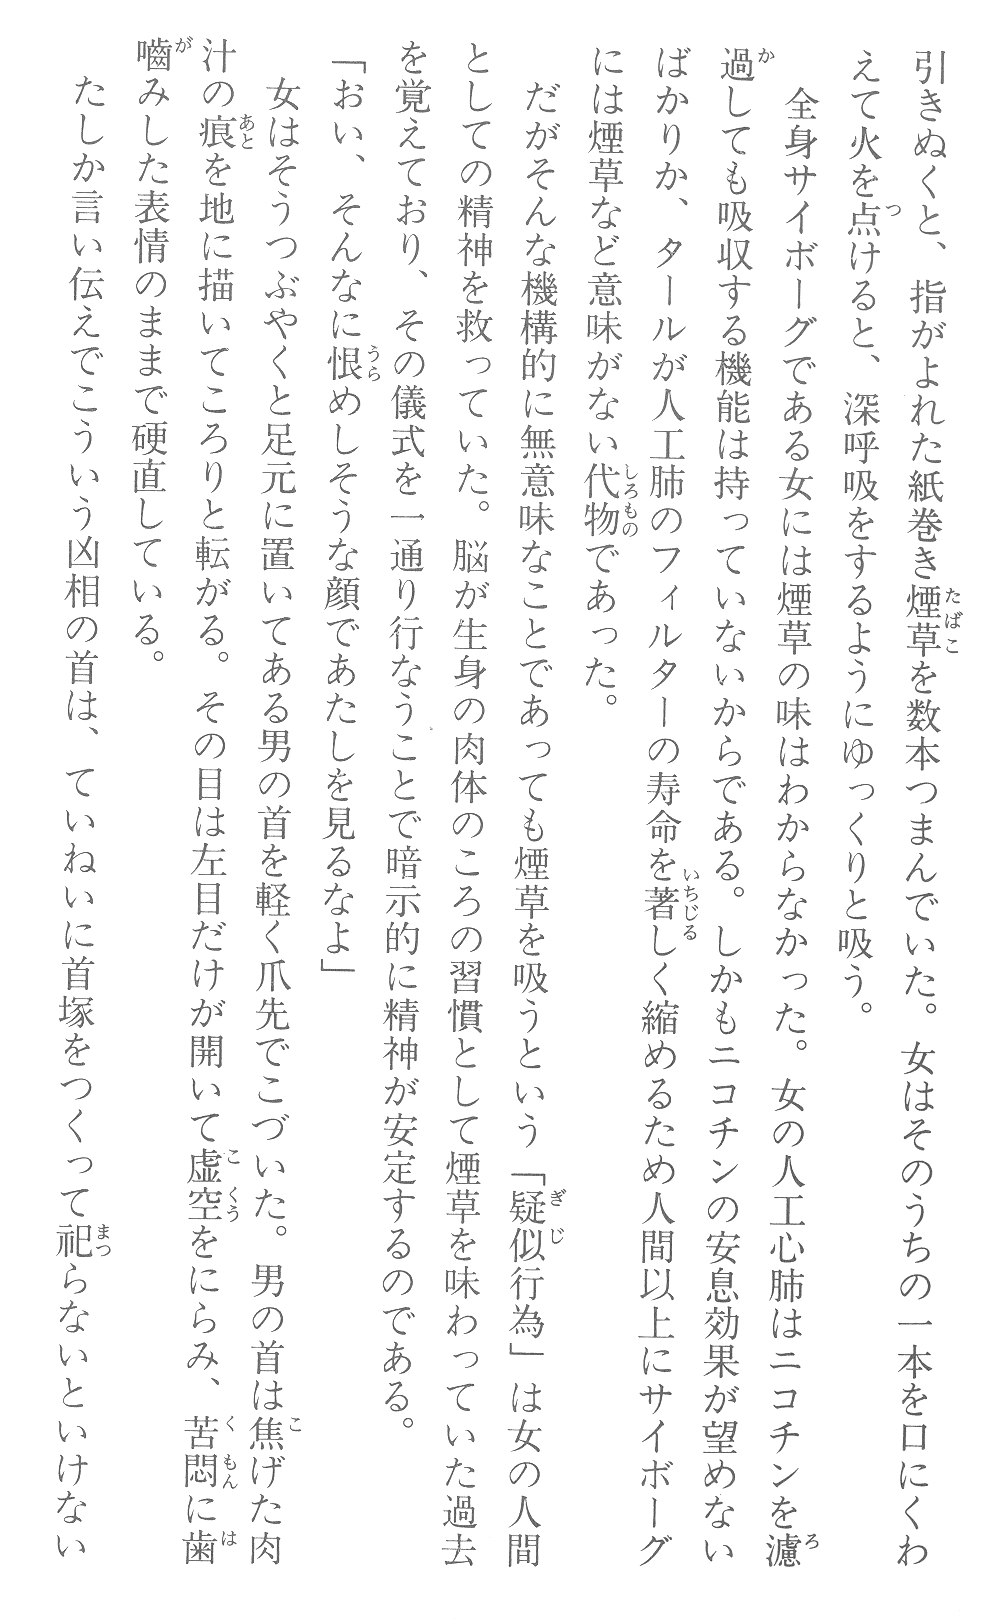 引きぬくと、指がよれた紙巻き煙草を数本つまんでいた。女はそのうちの一本を口にくわ
えて火を点けると、深呼吸をするようにゆっくりと吸う。
全身サイボーグである女には煙草の味はわからなかった。女の人工心肺はニコチンを濾
過しても吸収する機能は持っていないからである。しかもニコチンの安息効果が望めない
ばかりか、タールが人工肺のフィルターの寿命を著しく縮めるため人間以上にサイボーグ
には煙草など意味がない代物であった。
だがそんな機構的に無意味なことであっても煙草を吸うという「疑似行為」は女の人間
としての精神を救っていた。脳が生身の肉体のころの習慣として煙草を味わっていた過去
を覚えており、その儀式を一通り行なうことで暗示的に精神が安定するのである。
「おい、そんなに恨めしそうな顔であたしを見るなよ」
女はそうつぶやくと足元に置いてある男の首を軽く爪先でこづいた。男の首は焦げた肉
汁の痕を地に描いてころりと転がる。その目は左目だけが開いて虚空をにらみ、苦悶に歯
嚙みした表情のままで硬直している。
たしか言い伝えでこういう凶相の首は、ていねいに首塚をつくって祀らないといけない